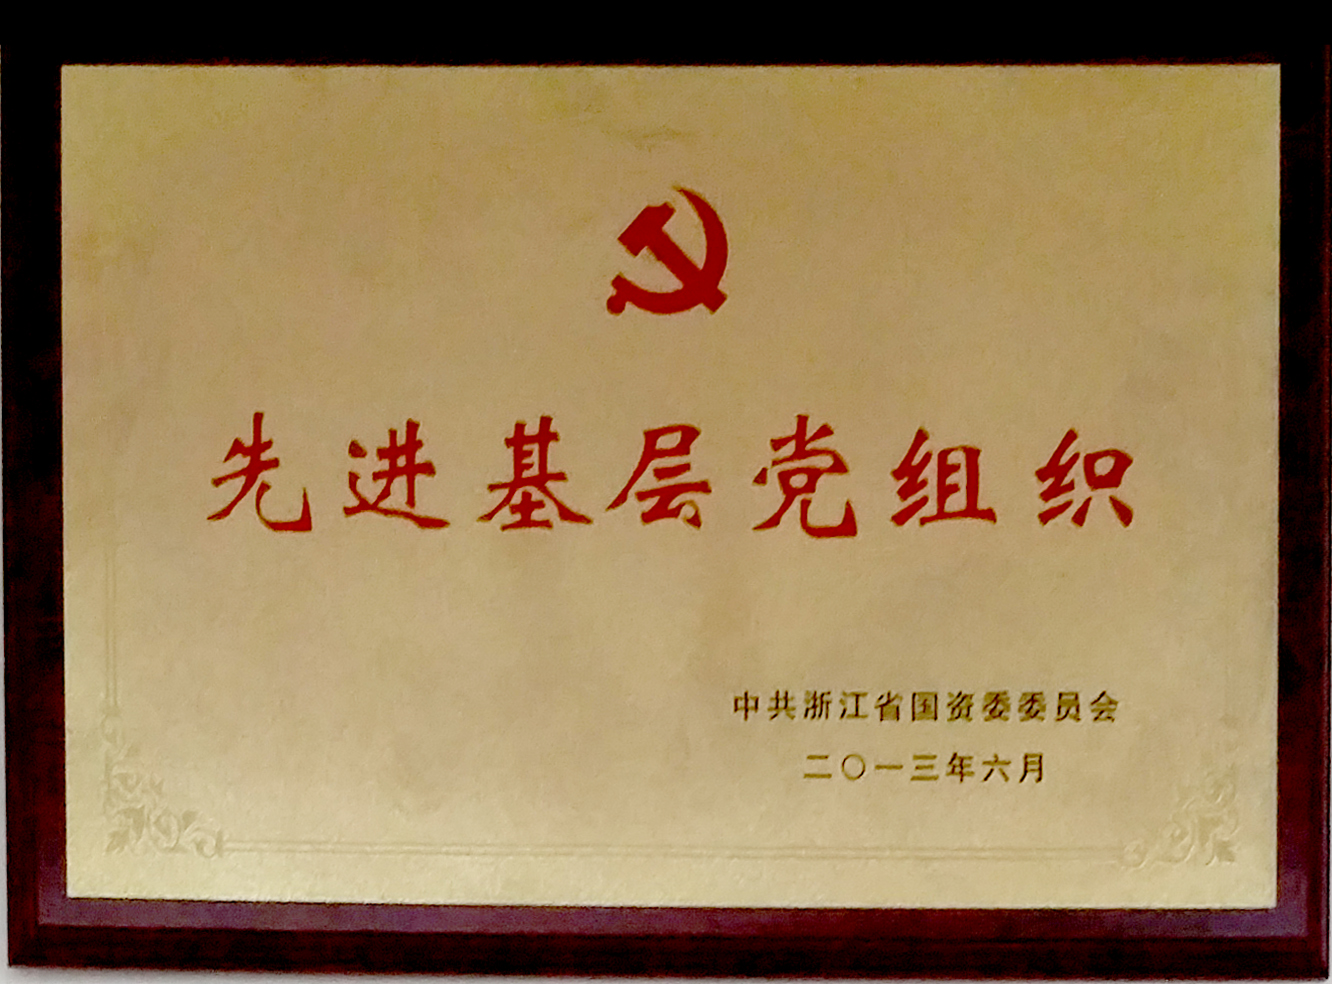 先进基层党组织
中共浙江省国资委委员会
二〇一三年六月